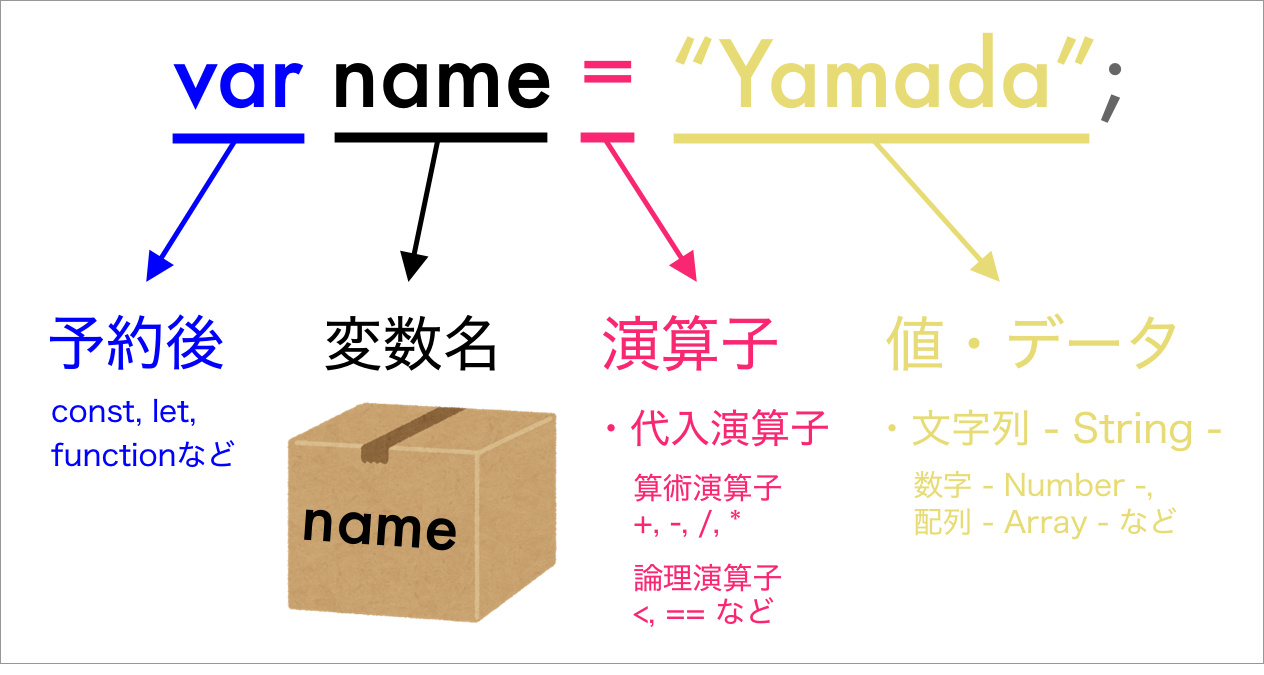 var name = “Yamada”;
予約後
const, let,
functionなど
変数名
name
演算子
・代入演算子
算術演算子
+, -, /, *
論理演算子
<, == など
値・データ
・文字列 - String -
数字 - Number -,
配列 - Array - など